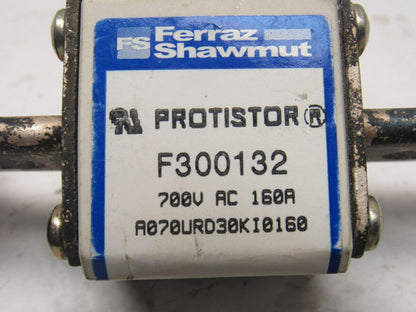 FS Ferraz
Shawmut
PROTISTOR®
F300132
700V AC 160A
A070URD30KI0160